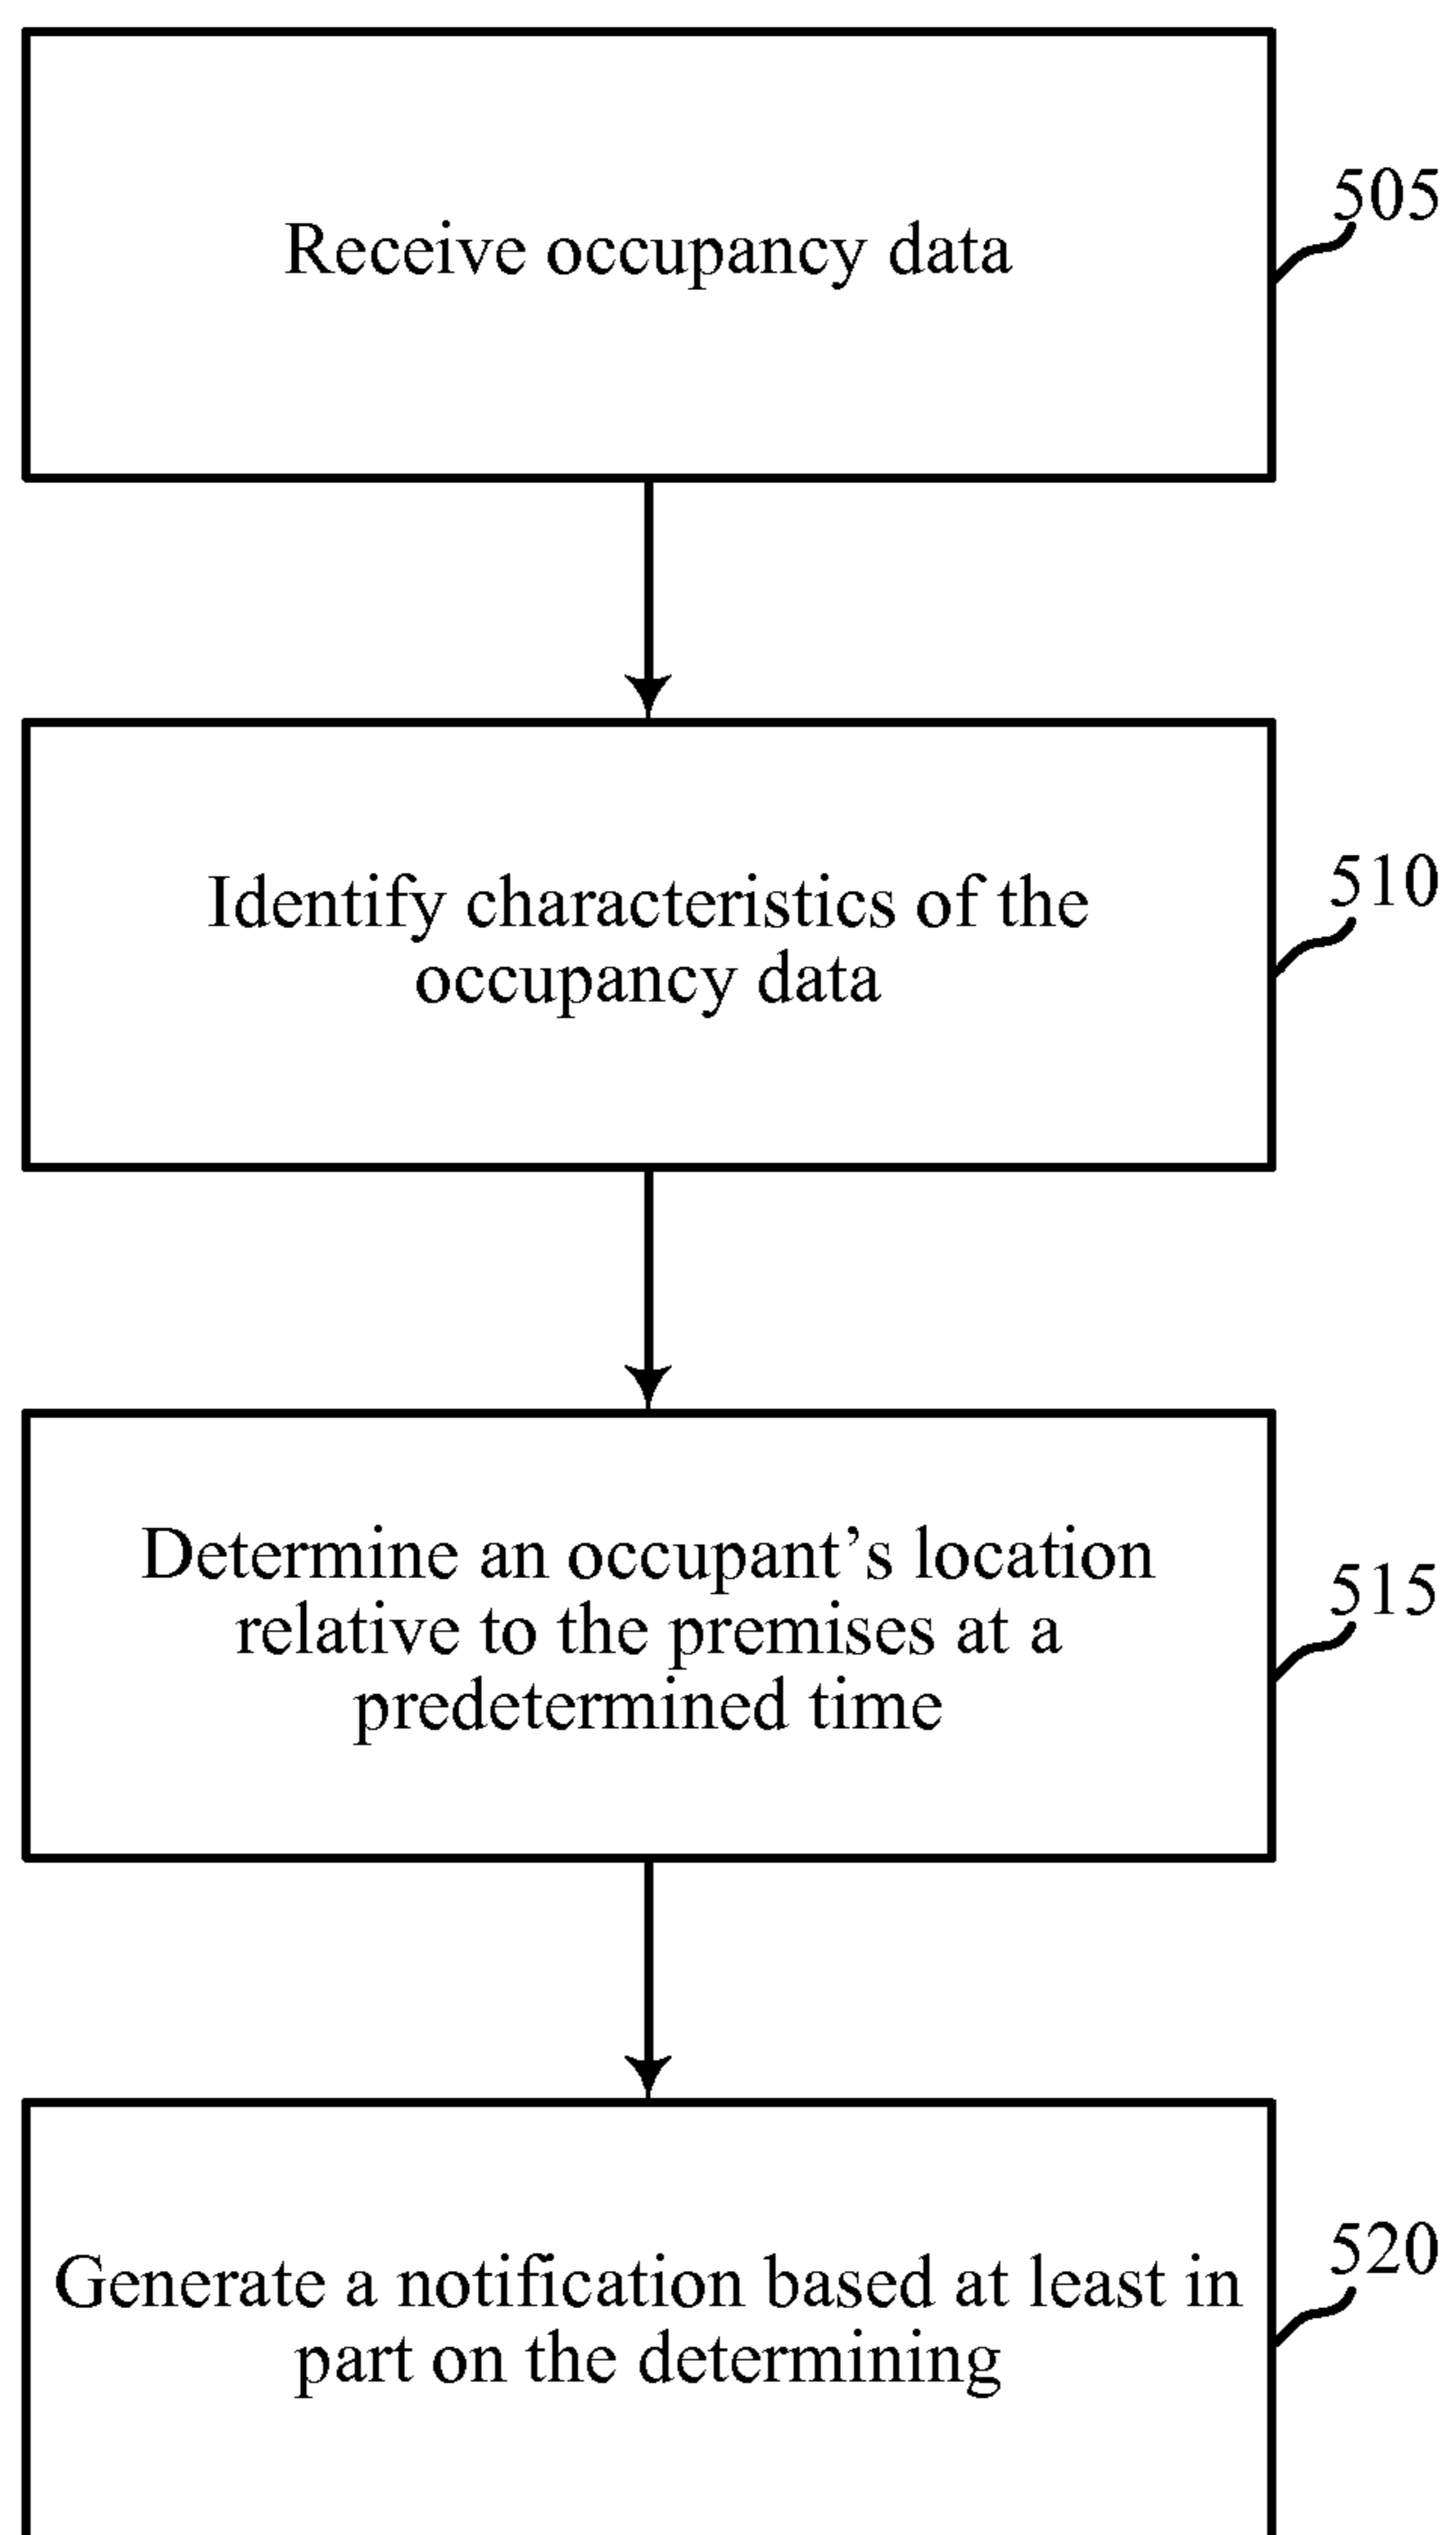 Receive occupancy data
505
Identify characteristics of the
occupancy data
510
Determine an occupant’s location
relative to the premises at a
predetermined time
515
Generate a notification based at least in
part on the determining
520